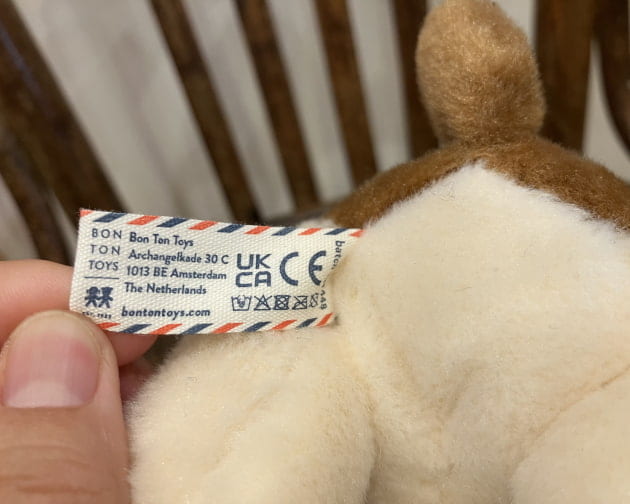 BON
TON
TOYS
Bon Ton Toys
Archangelkade 30 C
1013 BE Amsterdam
The Netherlands
bontontoys.com
UK
CA
CE